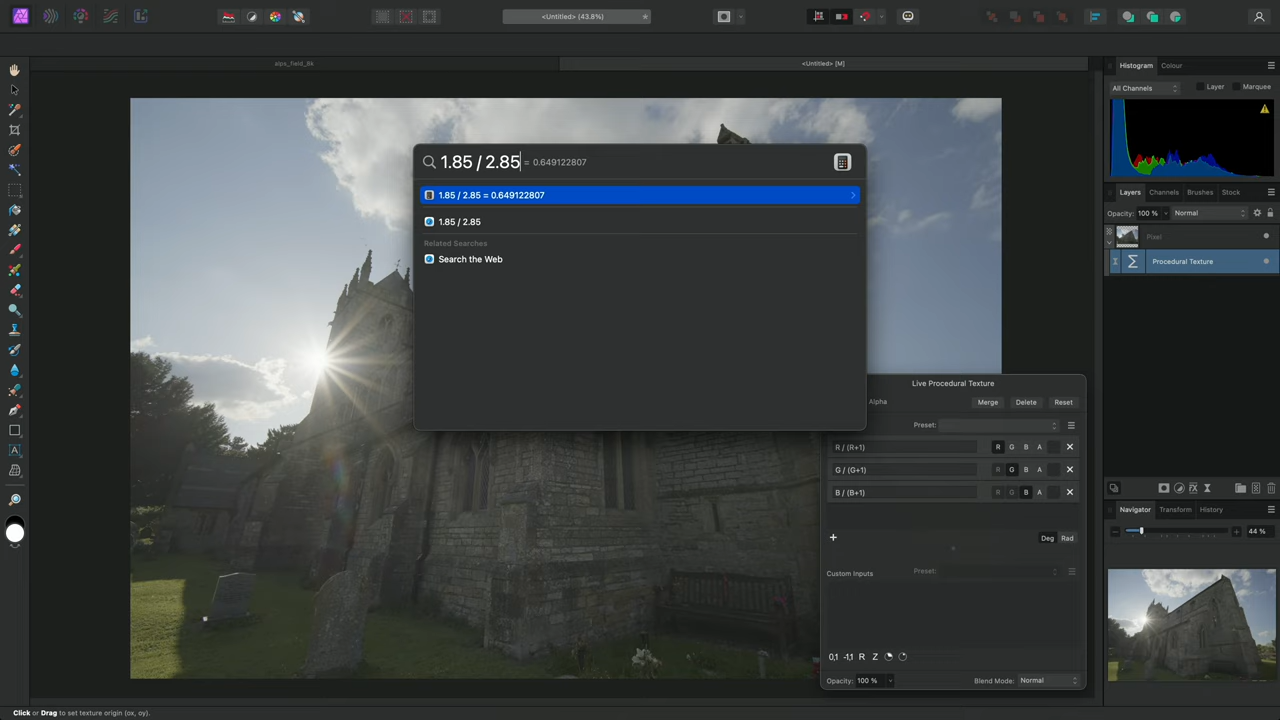 <Untitled> (43.8%)
alps_field_8k
<Untitled> [M]
Histogram
Colour
All Channels
Layer
Marquee
1.85 / 2.85 = 0.649122807
1.85 / 2.85 = 0.649122807
1.85 / 2.85
Related Searches
Search the Web
Layers
Channels
Brushes
Stock
Opacity: 100 %
Normal
Pixel
Procedural Texture
Live Procedural Texture
Alpha
Merge
Delete
Reset
Preset:
R / (R+1)
R G B A
G / (G+1)
R G B A
B / (B+1)
R G B A
Deg
Rad
Custom Inputs
Preset:
0,1 -1,1 R Z
Opacity: 100 %
Blend Mode: Normal
Navigator
Transform
History
44 %
Click or Drag to set texture origin (ox, oy).